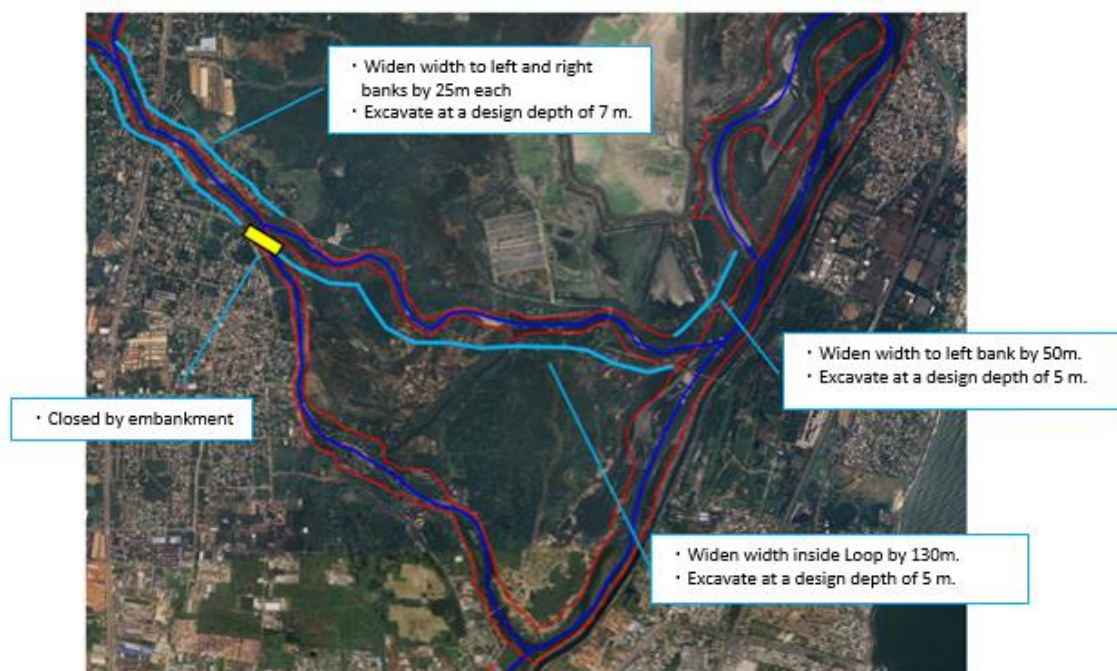 ・Widen width to left and right
banks by 25m each
・Excavate at a design depth of 7 m.
・Widen width to left bank by 50m.
・Excavate at a design depth of 5 m.
・Closed by embankment
・Widen width inside Loop by 130m.
・Excavate at a design depth of 5 m.